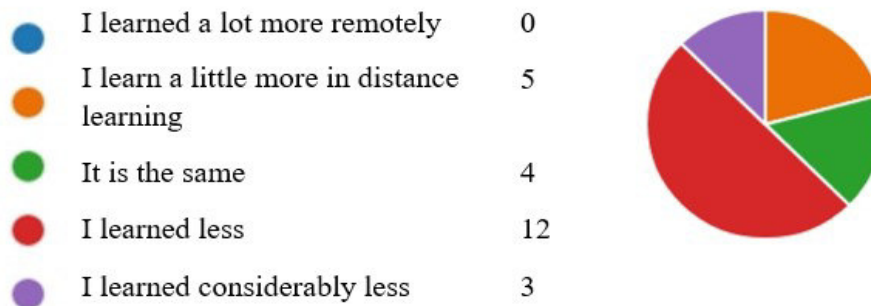 I learned a lot more remotely 0
I learn a little more in distance 5
learning
It is the same 4
I learned less 12
I learned considerably less 3